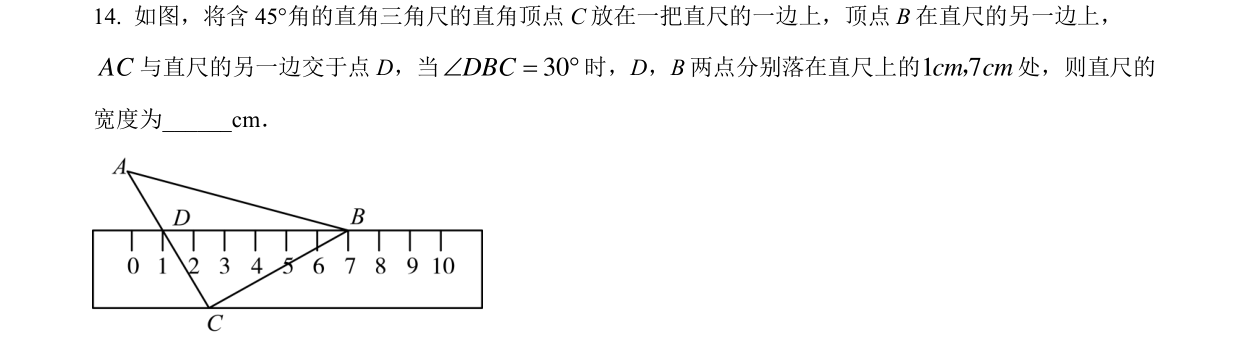 14. 如图，将含 45°角的直角三角尺的直角顶点 C 放在一把直尺的一边上，顶点 B 在直尺的另一边上，
AC 与直尺的另一边交于点 D，当∠DBC = 30° 时，D，B 两点分别落在直尺上的1cm,7cm 处，则直尺的
宽度为______cm．
A
D B
0 1 2 3 4 5 6 7 8 9 10
C